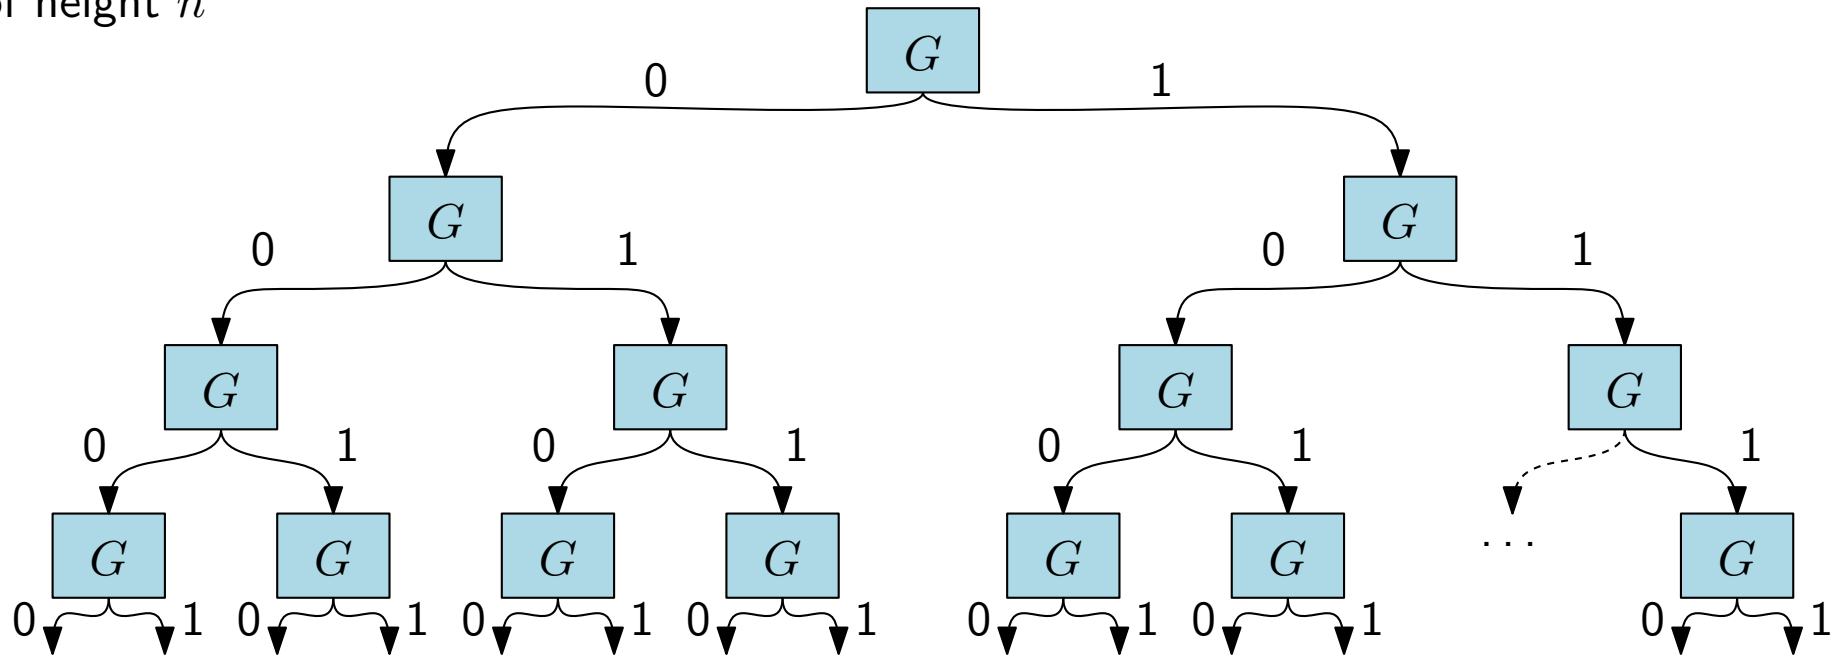 of height n
G
0 1
G G
0 1 0 1
G G G G
0 1 0 1 0 1 1
G G G G G G ... G
0 1 0 1 0 1 0 1 0 1 0 1 0 1